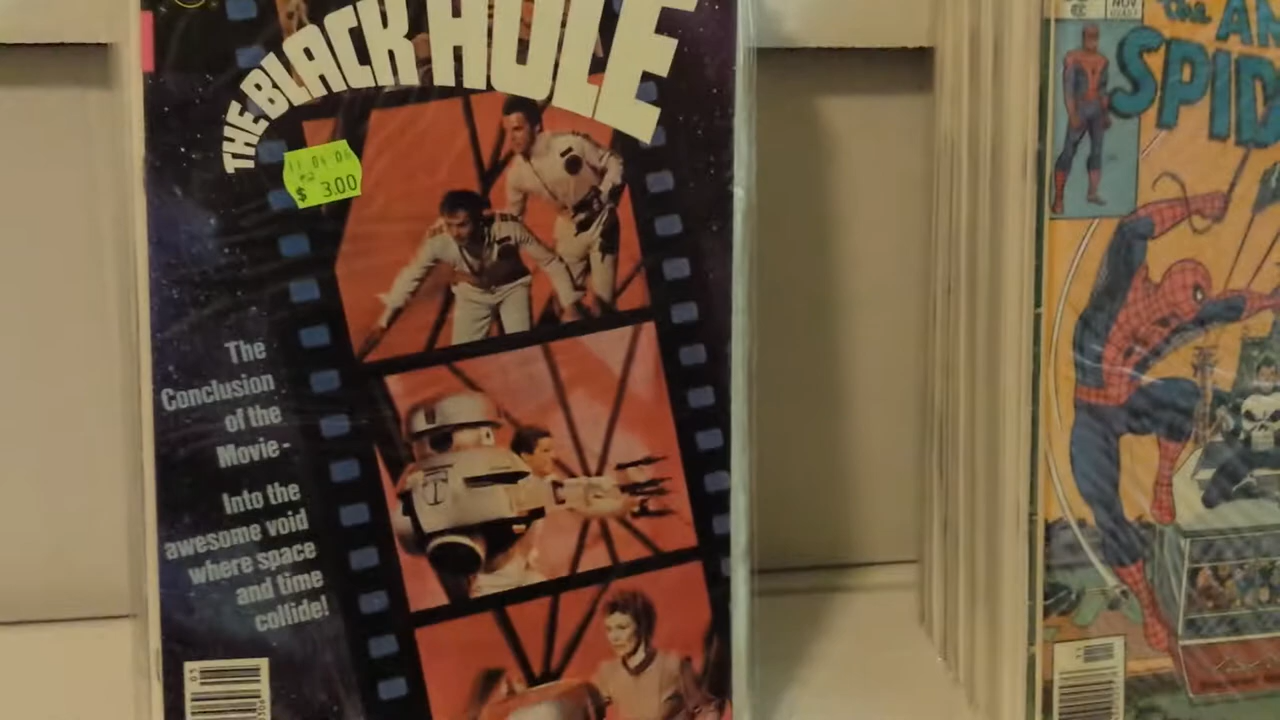 THE BLACK HOLE
$ 3.00
The
Conclusion
of the
Movie-
Into the
awesome void
where space
and time
collide!
NOV
the
SPID